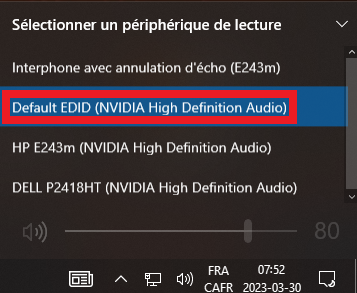 Sélectionner un périphérique de lecture
Interphone avec annulation d'écho (E243m)
Default EDID (NVIDIA High Definition Audio)
HP E243m (NVIDIA High Definition Audio)
DELL P2418HT (NVIDIA High Definition Audio)
80
FRA 07:52
CAFR 2023-03-30